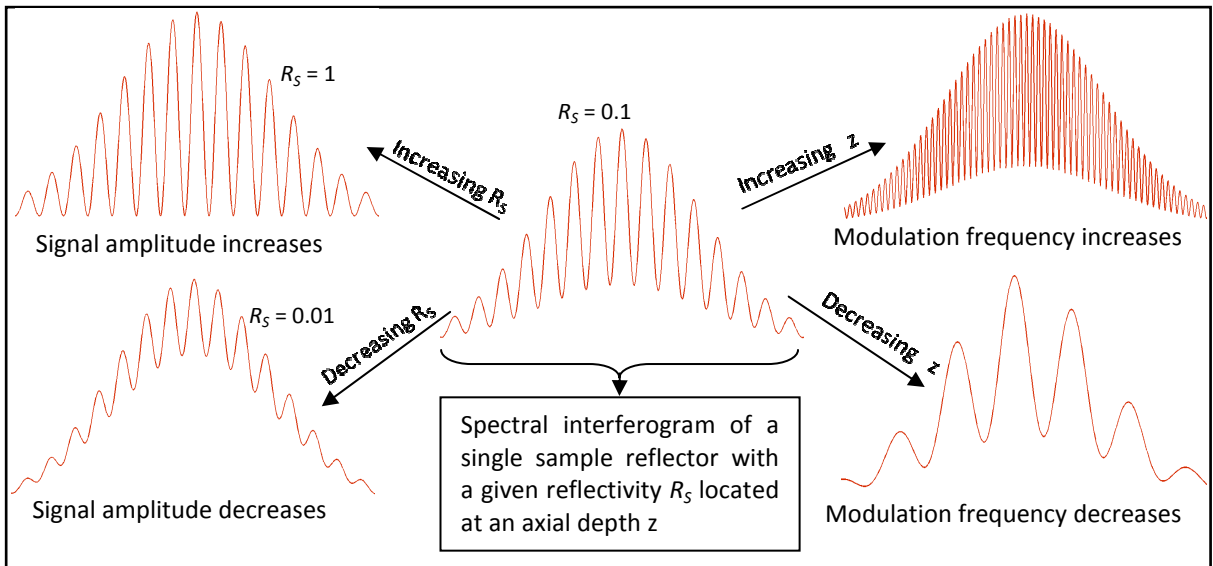 R_S = 1
R_S = 0.1
Increasing R_S
Increasing z
Signal amplitude increases
Modulation frequency increases
R_S = 0.01
Decreasing R_S
Decreasing z
Spectral interferogram of a
single sample reflector with
a given reflectivity R_S located
at an axial depth z
Signal amplitude decreases
Modulation frequency decreases